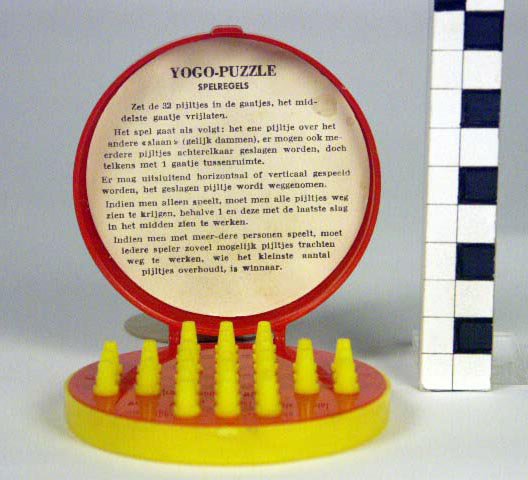 YOGO-PUZZLE
SPELREGELS
Zet de 32 pijltjes in de gaatjes, het mid-
delste gaatje vrijlaten.
Het spel gaat als volgt: het ene pijltje over het
andere «slaan» (gelijk dammen), er mogen ook me-
erdere pijltjes achterelkaar geslagen worden, doch
telkens met 1 gaatje tussenruimte.
Er mag uitsluitend horizontaal of verticaal gespeeld
worden, het geslagen pijltje wordt weggenomen.
Indien men alleen speelt, moet men alle pijltjes weg
zien te krijgen, behalve 1 en deze met de laatste slag
in het midden zien te werken.
Indien men met meer-dere personen speelt, moet
iedere speler zoveel mogelijk pijltjes trachten
weg te werken, wie het kleinste aantal
pijltjes overhoudt, is winnaar.